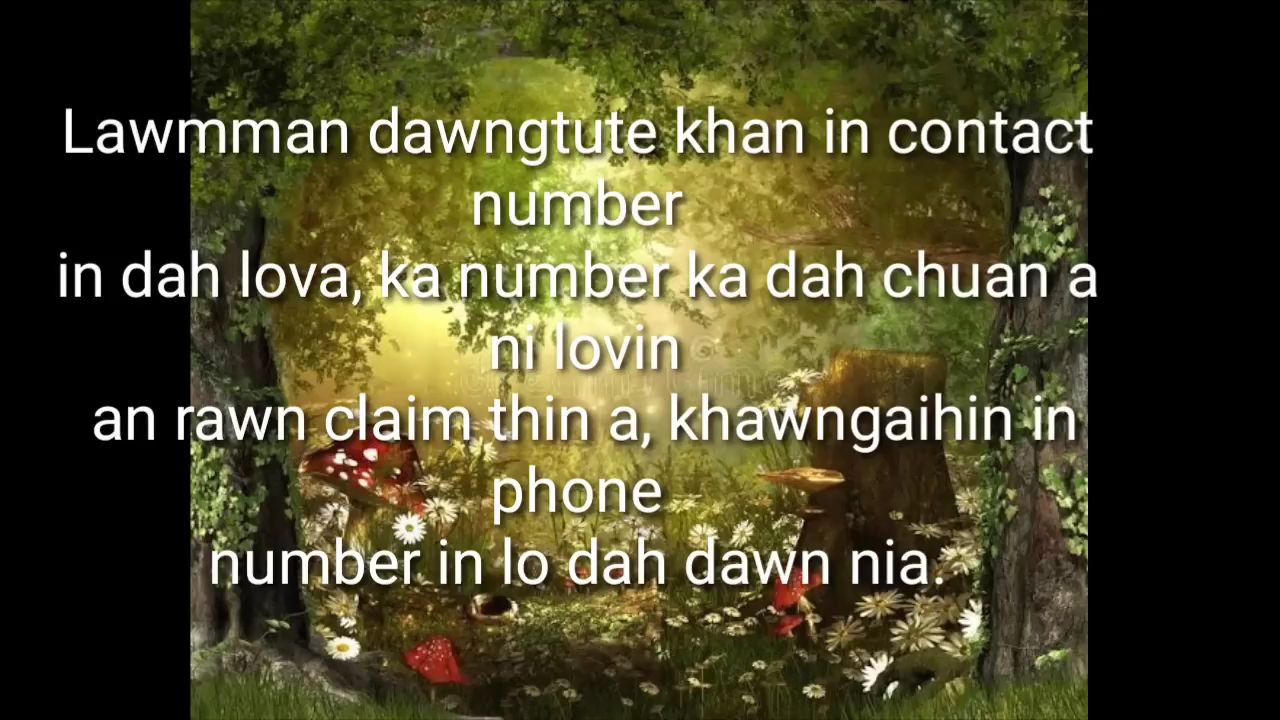 Lawmman dawngtute khan in contact
number
in dah lova, ka number ka dah chuan a
ni lovin
an rawn claim thin a, khawngaihin in
phone
number in lo dah dawn nia.